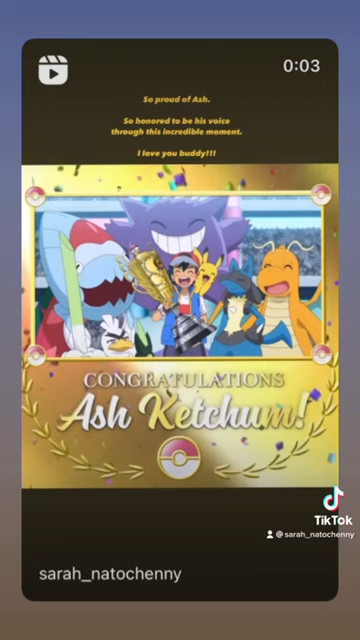 0:03
So proud of Ash.
So honored to be his voice
through this incredible moment.
I love you buddy!!!
CONGRATULATIONS
Ash Ketchum!
TikTok
@sarah_natochenny
sarah_natochenny